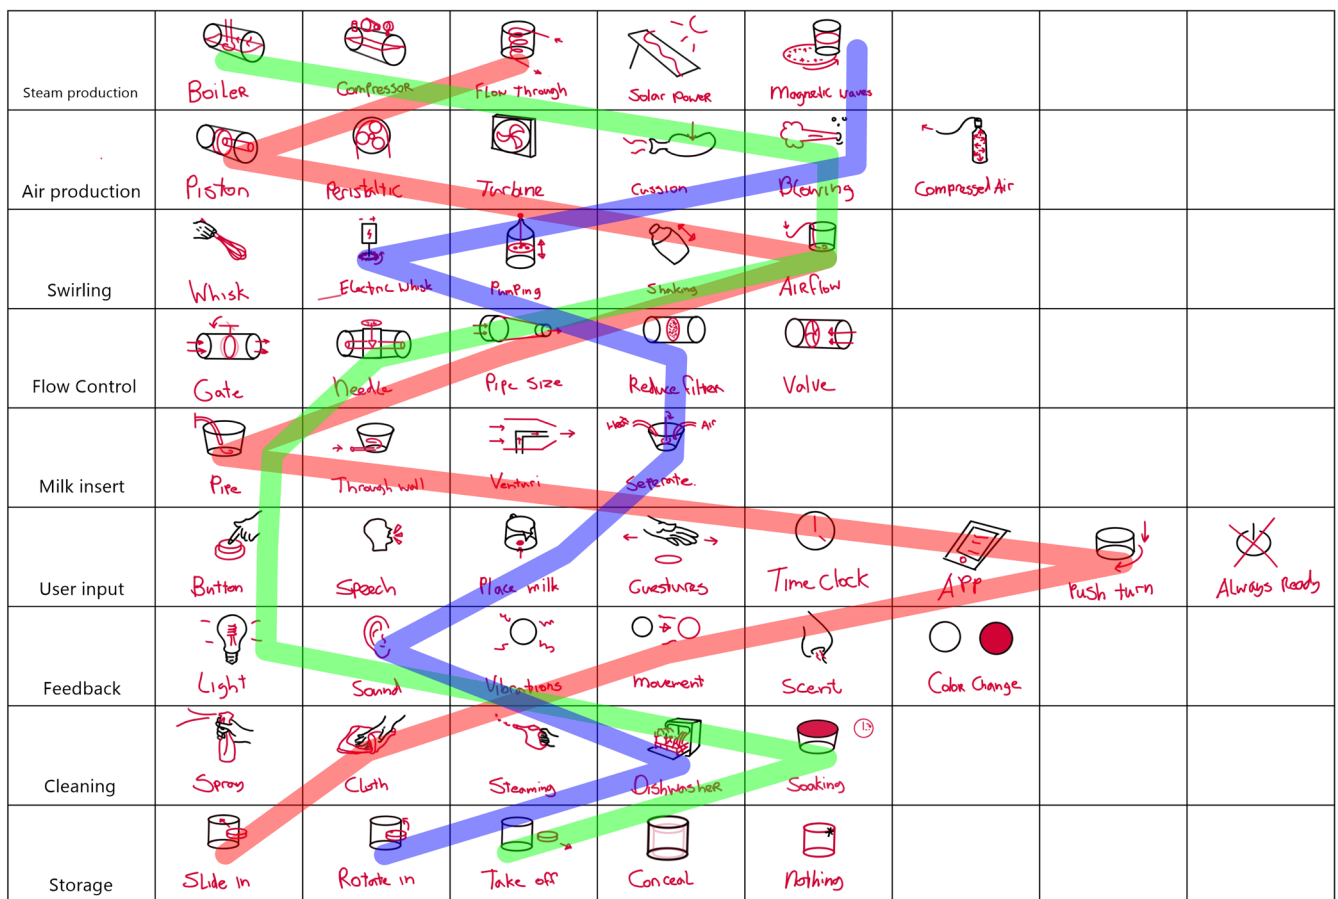 Steam production
Boiler
Compressor
Flow through
Solar Power
Magnetic waves
Air production
Piston
Peristaltic
Turbine
Cussion
Blowing
Compressed Air
Swirling
Whisk
Electric whisk
Pumping
Shaking
Airflow
Flow Control
Gate
Needle
Pipe Size
Reduce filter
Valve
Heat
Air
Milk insert
Pipe
Through wall
Venturi
Seperate.
User input
Button
Speech
Place milk
Guestures
Time Clock
APP
Push turn
Always Ready
Feedback
Light
Sound
Vibrations
Movement
Scent
Color Change
Cleaning
Spray
Cloth
Steaming
Dishwasher
Soaking
Storage
Slide in
Rotate in
Take off
Conceal
Nothing